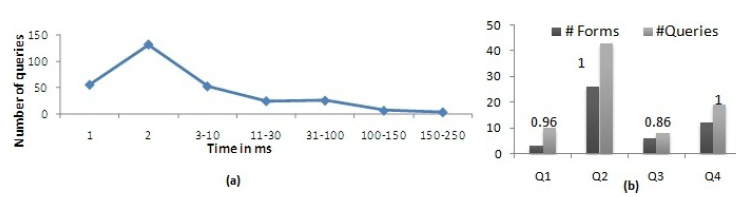 Number of queries
150
100
50
0
1 2 3-10 11-30 31-100 100-150 150-250
Time in ms
(a)
50
40
30
20
10
0
# Forms #Queries
0.96
1
0.86
1
Q1 Q2 Q3 Q4
(b)